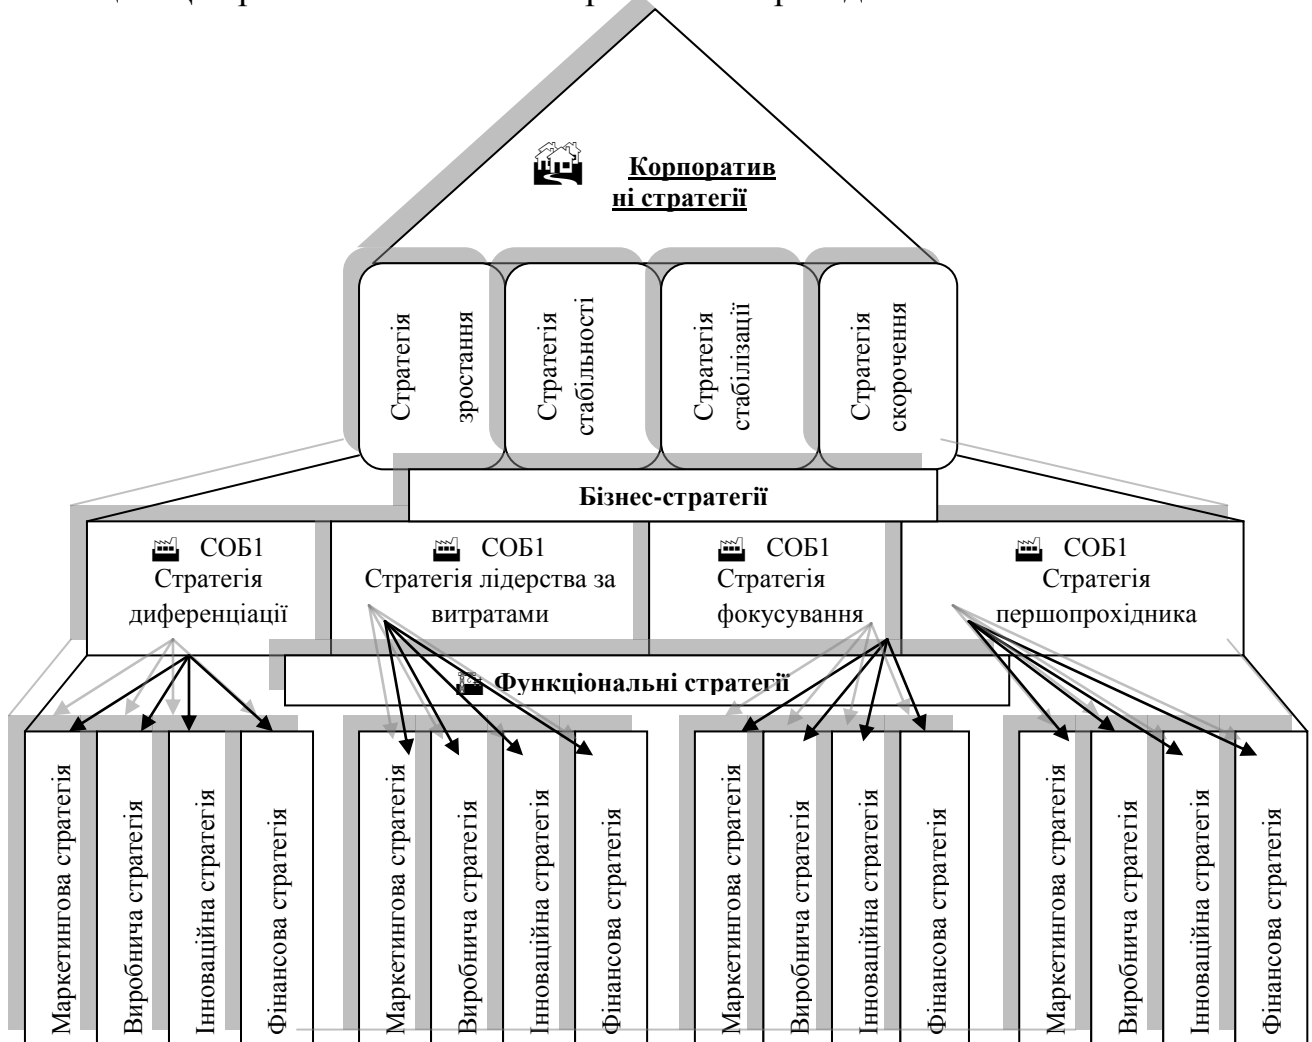 Корпоратив
ні стратегії
Стратегія
зростання
Стратегія
стабільності
Стратегія
стабілізації
Стратегія
скорочення
Бізнес-стратегії
СОБ1
Стратегія
диференціації
СОБ1
Стратегія лідерства за
витратами
СОБ1
Стратегія
фокусування
СОБ1
Стратегія
першопрохідника
Функціональні стратегії
Маркетингова стратегія
Виробнича стратегія
Інноваційна стратегія
Фінансова стратегія
Маркетингова стратегія
Виробнича стратегія
Інноваційна стратегія
Фінансова стратегія
Маркетингова стратегія
Виробнича стратегія
Інноваційна стратегія
Фінансова стратегія
Маркетингова стратегія
Виробнича стратегія
Інноваційна стратегія
Фінансова стратегія